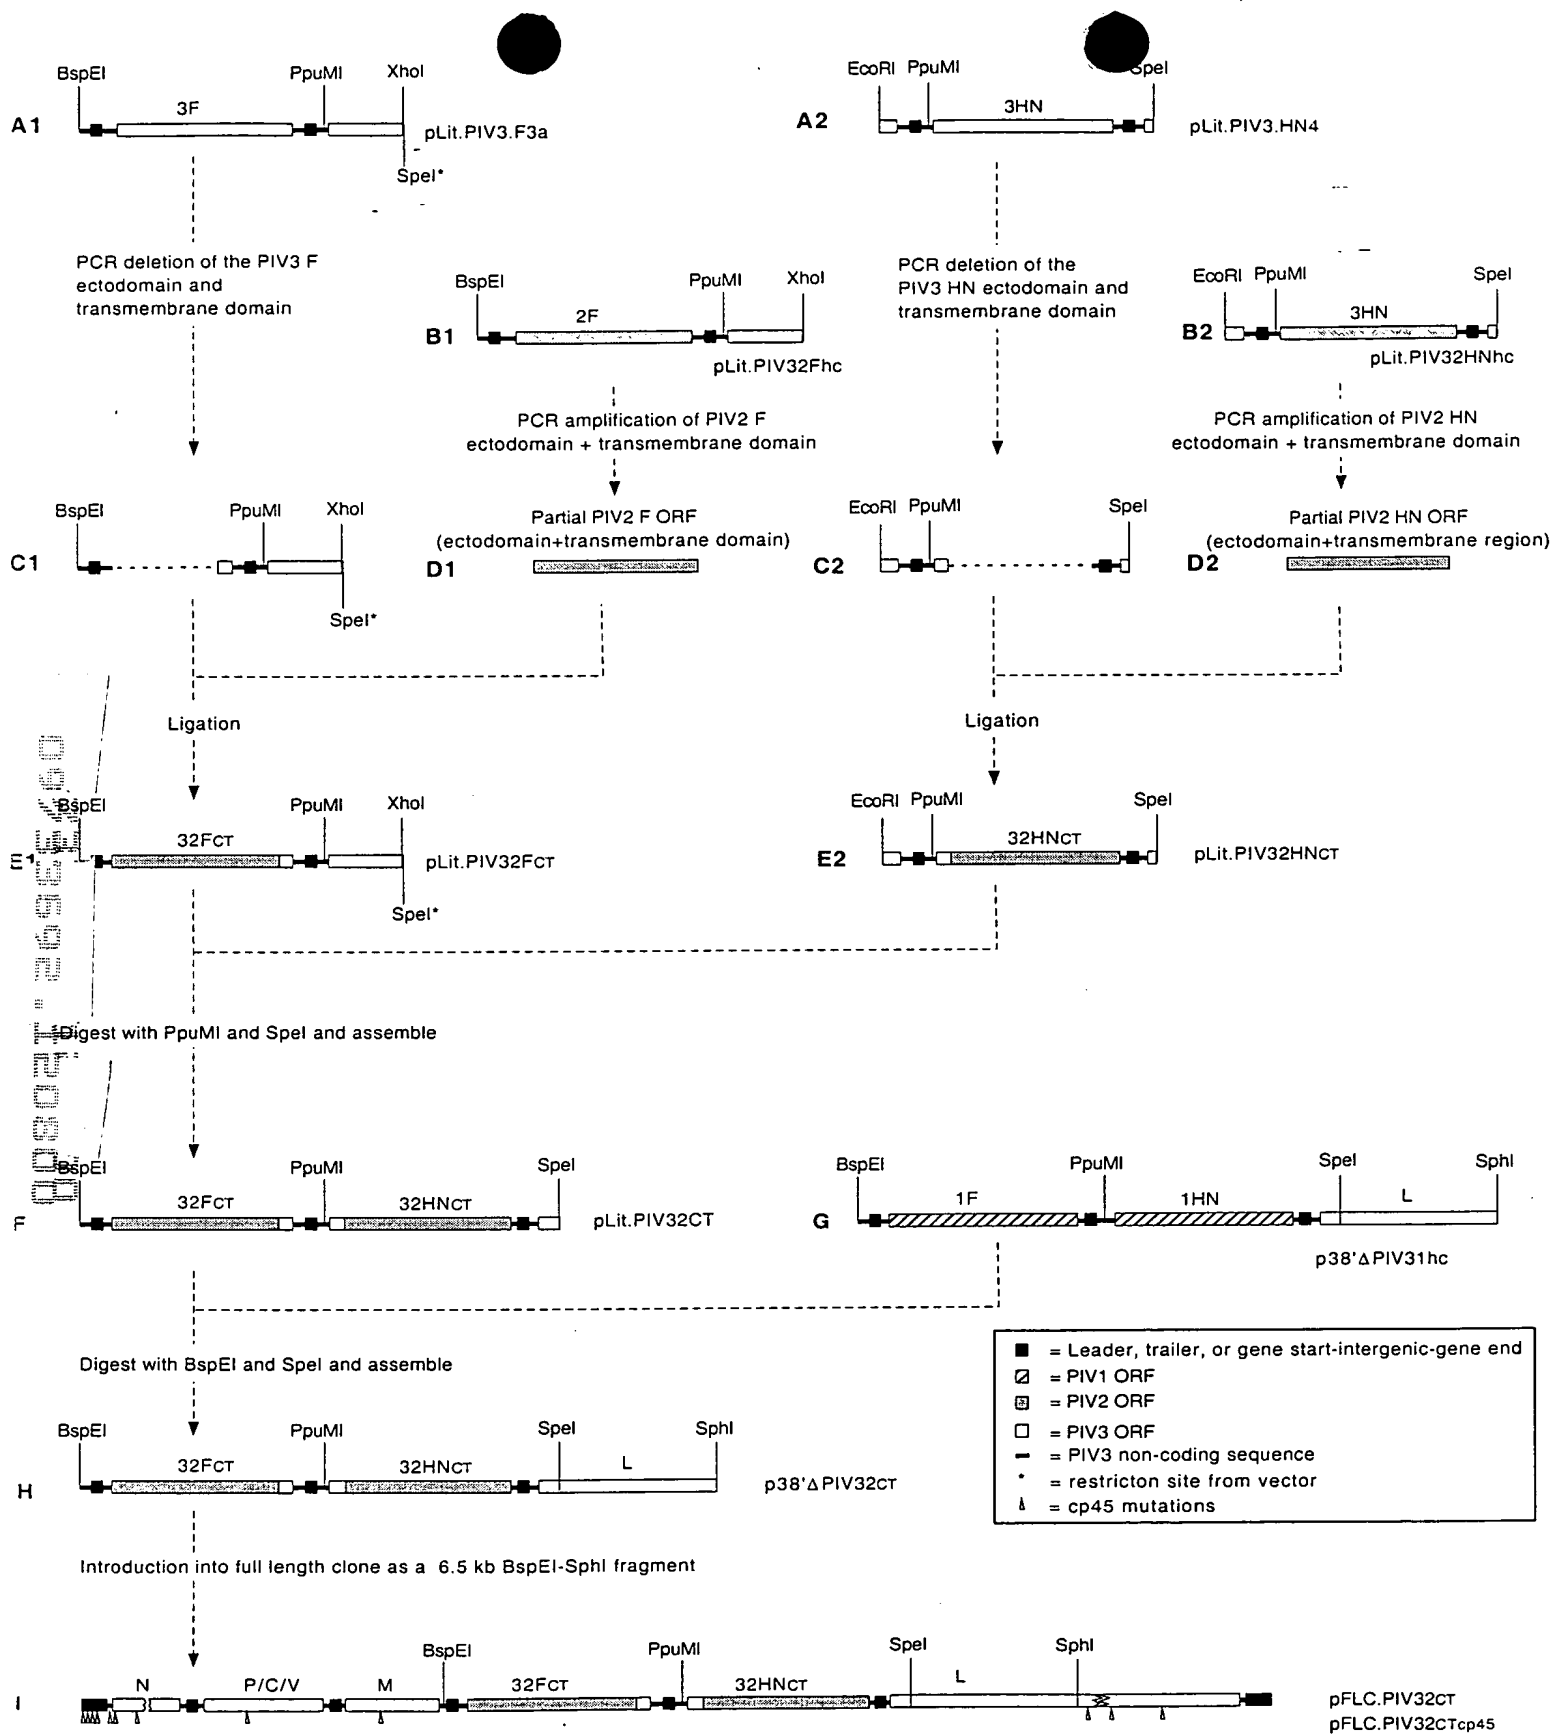 BspEI PpuMI XhoI
3F
A1 pLit.PIV3.F3a
SpeI*
EcoRI PpuMI SpeI
3HN
A2 pLit.PIV3.HN4
PCR deletion of the PIV3 F
ectodomain and
transmembrane domain
BspEI PpuMI XhoI
2F
B1
pLit.PIV32Fhc
PCR deletion of the
PIV3 HN ectodomain and
transmembrane domain
EcoRI PpuMI SpeI
3HN
B2
pLit.PIV32HNhc
PCR amplification of PIV2 F
ectodomain + transmembrane domain
PCR amplification of PIV2 HN
ectodomain + transmembrane domain
BspEI PpuMI XhoI
C1
SpeI*
Partial PIV2 F ORF
(ectodomain+transmembrane domain)
D1
EcoRI PpuMI SpeI
C2
Partial PIV2 HN ORF
(ectodomain+transmembrane region)
D2
Ligation
Ligation
BspEI PpuMI XhoI
32FCT
E1 pLit.PIV32FCT
SpeI*
EcoRI PpuMI SpeI
32HNCT
E2 pLit.PIV32HNCT
Digest with PpuMI and SpeI and assemble
BspEI PpuMI SpeI
32FCT 32HNCT
F pLit.PIV32CT
BspEI PpuMI SpeI SphI
1F 1HN L
G
p38'ΔPIV31hc
Digest with BspEI and SpeI and assemble
= Leader, trailer, or gene start-intergenic-gene end
= PIV1 ORF
= PIV2 ORF
= PIV3 ORF
= PIV3 non-coding sequence
* = restricton site from vector
= cp45 mutations
BspEI PpuMI SpeI SphI
32FCT 32HNCT L
H p38'ΔPIV32CT
Introduction into full length clone as a 6.5 kb BspEI-SphI fragment
BspEI PpuMI SpeI SphI
N P/C/V M 32FCT 32HNCT L
I pFLC.PIV32CT
pFLC.PIV32CTcp45